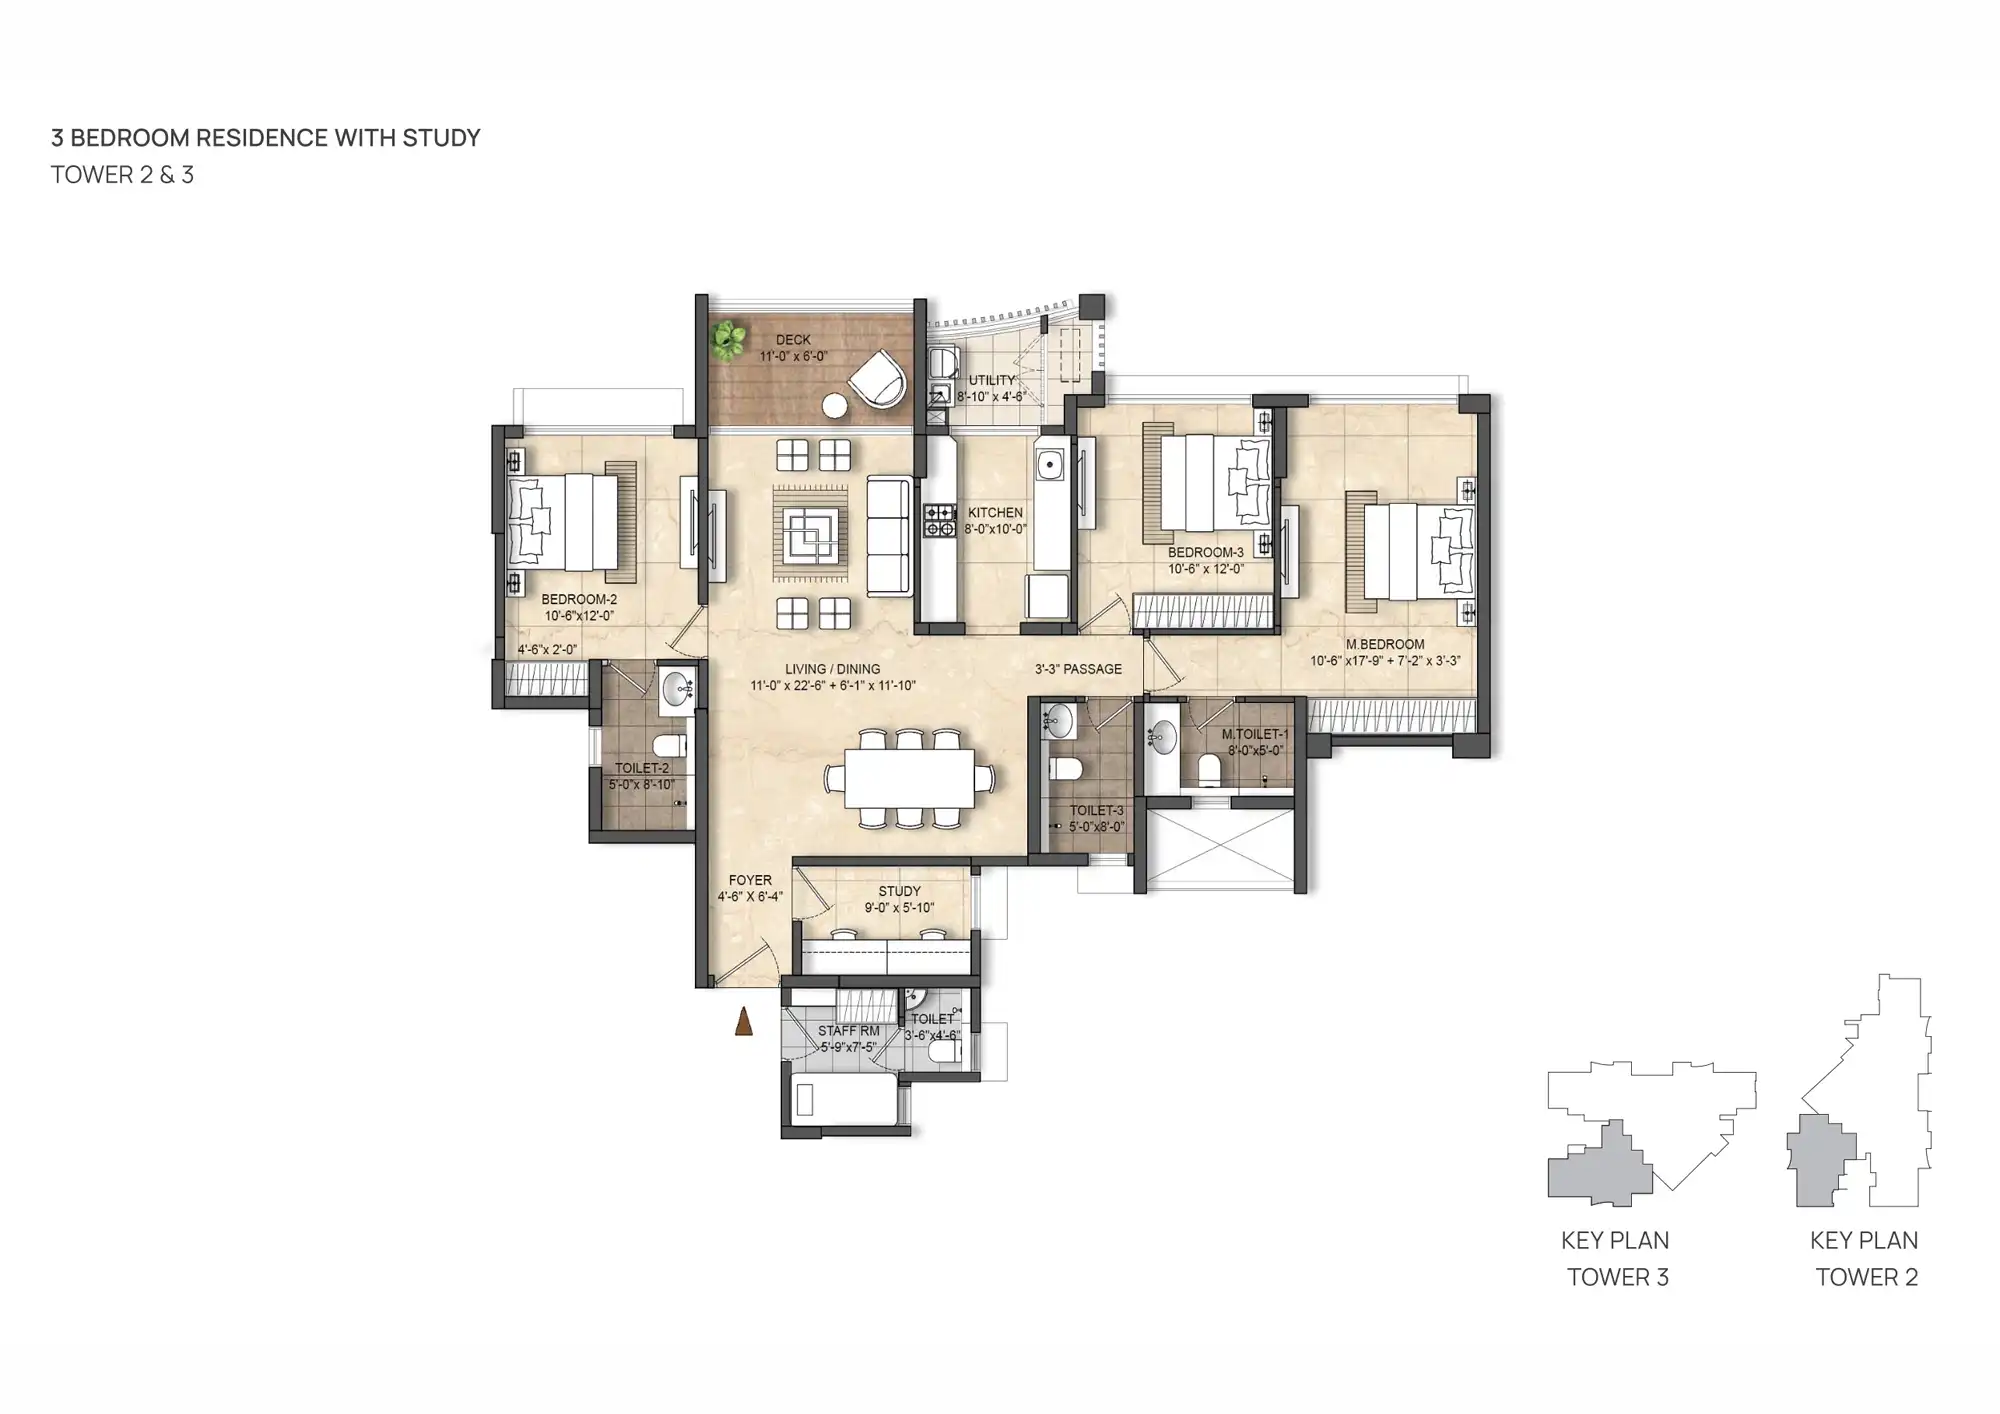 3 BEDROOM RESIDENCE WITH STUDY
TOWER 2 & 3
DECK
11'-0" x 6'-0"
UTILITY
8'-10" x 4'-6"
KITCHEN
8'-0"x10'-0"
BEDROOM-3
10'-6" x 12'-0"
BEDROOM-2
10'-6"x12'-0"
4'-6"x 2'-0"
M.BEDROOM
10'-6" x17'-9" + 7'-2" x 3'-3"
LIVING / DINING
11'-0" x 22'-6" + 6'-1" x 11'-10"
3'-3" PASSAGE
M.TOILET-1
8'-0"x5'-0"
TOILET-2
5'-0"x 8'-10"
TOILET-3
5'-0"x8'-0"
FOYER
4'-6" X 6'-4"
STUDY
9'-0" x 5'-10"
STAFF RM
5'-9"x7'-5"
TOILET
3'-6"x4'-6"
KEY PLAN
TOWER 3
KEY PLAN
TOWER 2